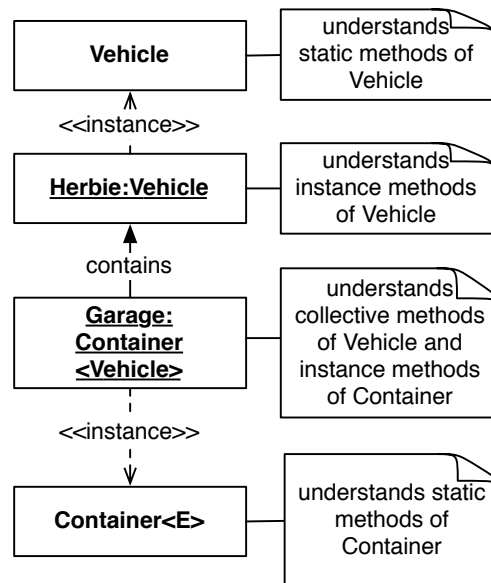 Vehicle
understands
static methods of
Vehicle
<<instance>>
Herbie:Vehicle
understands
instance methods
of Vehicle
contains
Garage:
Container
<Vehicle>
understands
collective methods
of Vehicle and
instance methods
of Container
<<instance>>
Container<E>
understands static
methods of
Container